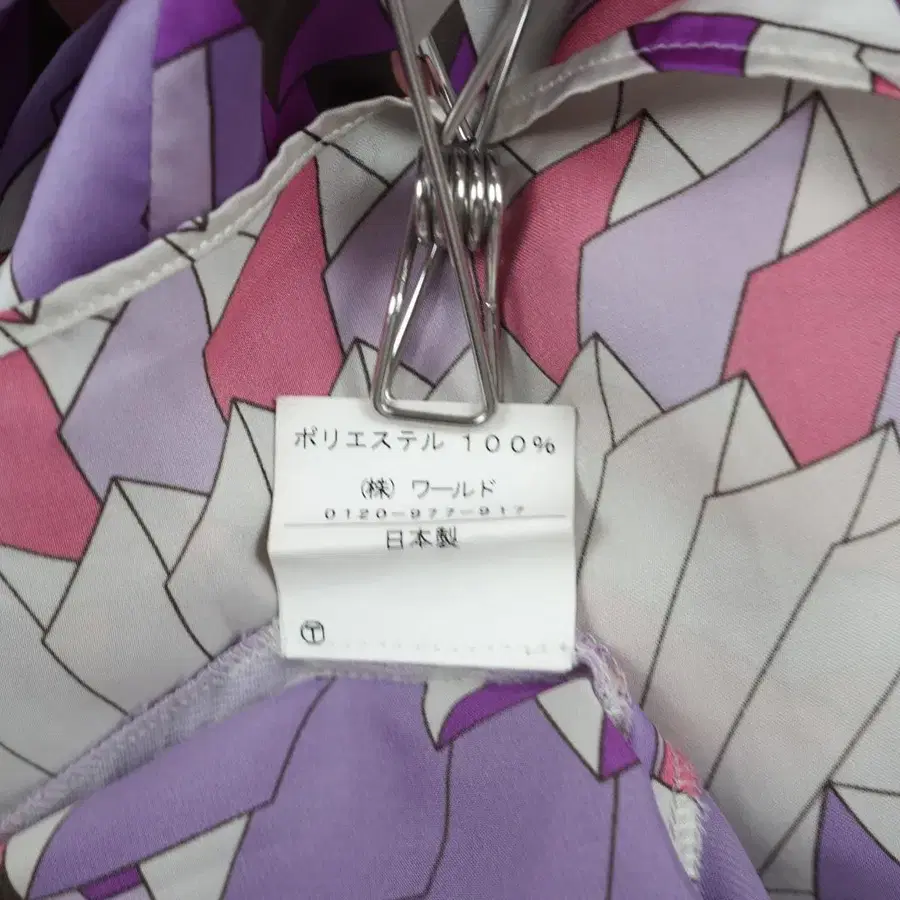 ポリエステル 100%
㈱ ワールド
0120-977-917
日本製
Ⓣ